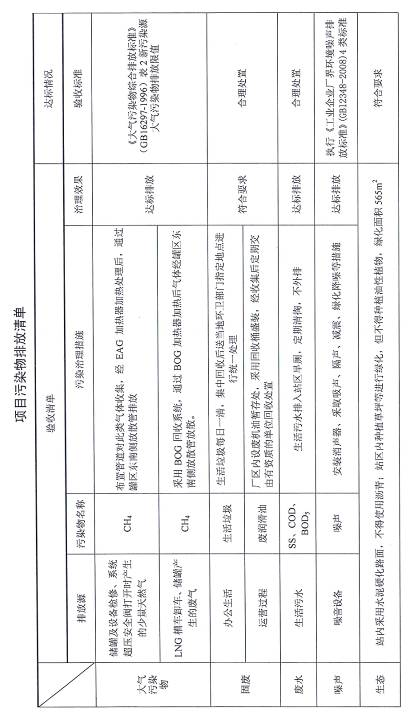 项目污染物排放清单
验收清单
达标情况
排放源
污染物名称
污染治理措施
治理效果
验收标准
大气
污染
物
储罐及设备检修、系统
超压安全阀打开时产生
的少量天然气
CH₄
布置管道对此类气体收集，经 EAG 加热器加热处理后，通过
罐区东南侧放散管排放
达标排放
《大气污染物综合排放标准》
（GB16297-1996）表 2 新污染源
大气污染物排放限值
LNG 槽车卸车、储罐产
生的废气
CH₄
采用 BOG 回收系统，通过 BOG 加热器加热后气体经罐区东
南侧放散管放散。
固废
办公生活
生活垃圾
生活垃圾每日一清，集中回收后送当地环卫部门指定地点进
行统一处理
符合要求
合理处置
运营过程
废润滑油
厂区内设废机油暂存处，采用回收桶盛装，经收集后定期交
由有资质的单位回收处置
废水
生活污水
SS、COD、
BOD₅
生活污水排入站区旱厕，定期清掏，不外排
达标排放
合理处置
噪声
噪音设备
噪声
安装消声器、采取吸声、隔声、减震、绿化降噪等措施
达标排放
执行《工业企业厂界环境噪声排
放标准》(GB12348-2008)4 类标准
生态
站内采用水泥硬化路面，不得使用沥青；站区内种植草坪等进行绿化，但不得种植油性植物，绿化面积 565m²
符合要求